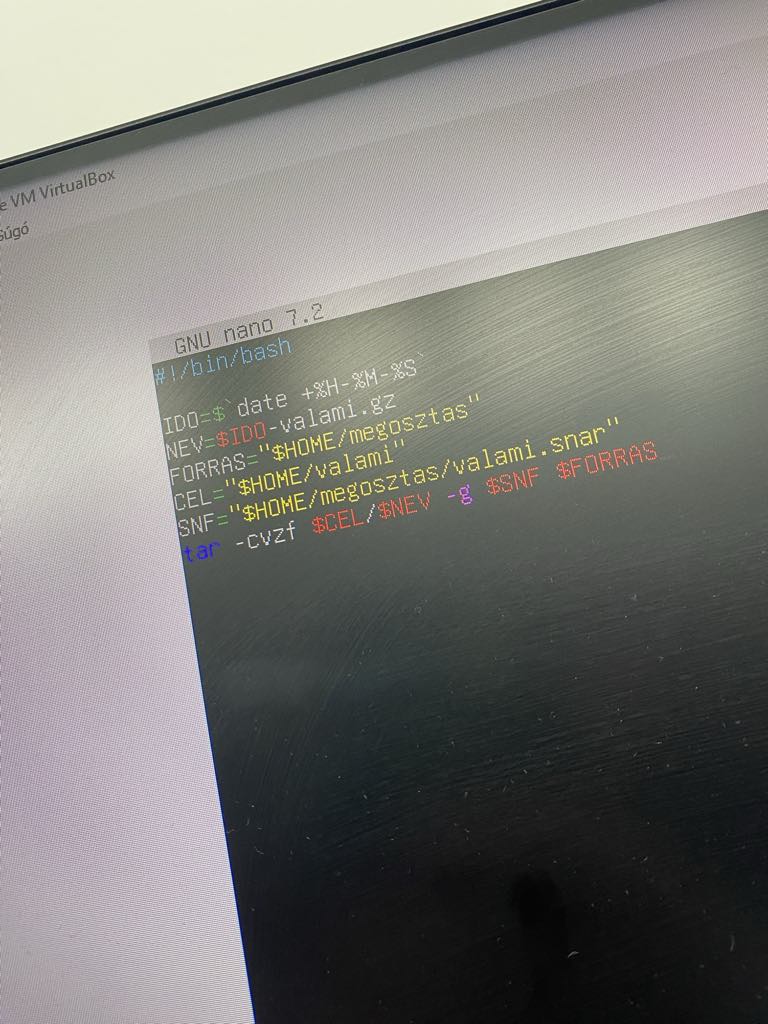 e VM VirtualBox
Súgó
GNU nano 7.2
#!/bin/bash
IDO=$`date +%H-%M-%S`
NEV=$IDO-valami.gz
FORRAS="$HOME/megosztas"
CEL="$HOME/valami"
SNF="$HOME/megosztas/valami.snar"
tar -cvzf $CEL/$NEV -g $SNF $FORRAS